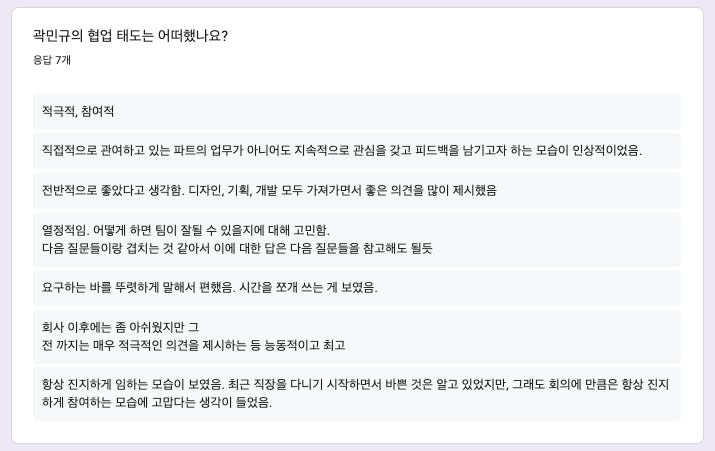 곽민규의 협업 태도는 어떠했나요?
응답 7개
적극적, 참여적
직접적으로 관여하고 있는 파트의 업무가 아니어도 지속적으로 관심을 갖고 피드백을 남기고자 하는 모습이 인상적이었음.
전반적으로 좋았다고 생각함. 디자인, 기획, 개발 모두 가져가면서 좋은 의견을 많이 제시했음
열정적임. 어떻게 하면 팀이 잘될 수 있을지에 대해 고민함.
다음 질문들이랑 겹치는 것 같아서 이에 대한 답은 다음 질문들을 참고해도 될듯
요구하는 바를 뚜렷하게 말해서 편했음. 시간을 쪼개 쓰는 게 보였음.
회사 이후에는 좀 아쉬웠지만 그
전 까지는 매우 적극적인 의견을 제시하는 등 능동적이고 최고
항상 진지하게 임하는 모습이 보였음. 최근 직장을 다니기 시작하면서 바쁜 것은 알고 있었지만, 그래도 회의에 만큼은 항상 진지
하게 참여하는 모습에 고맙다는 생각이 들었음.